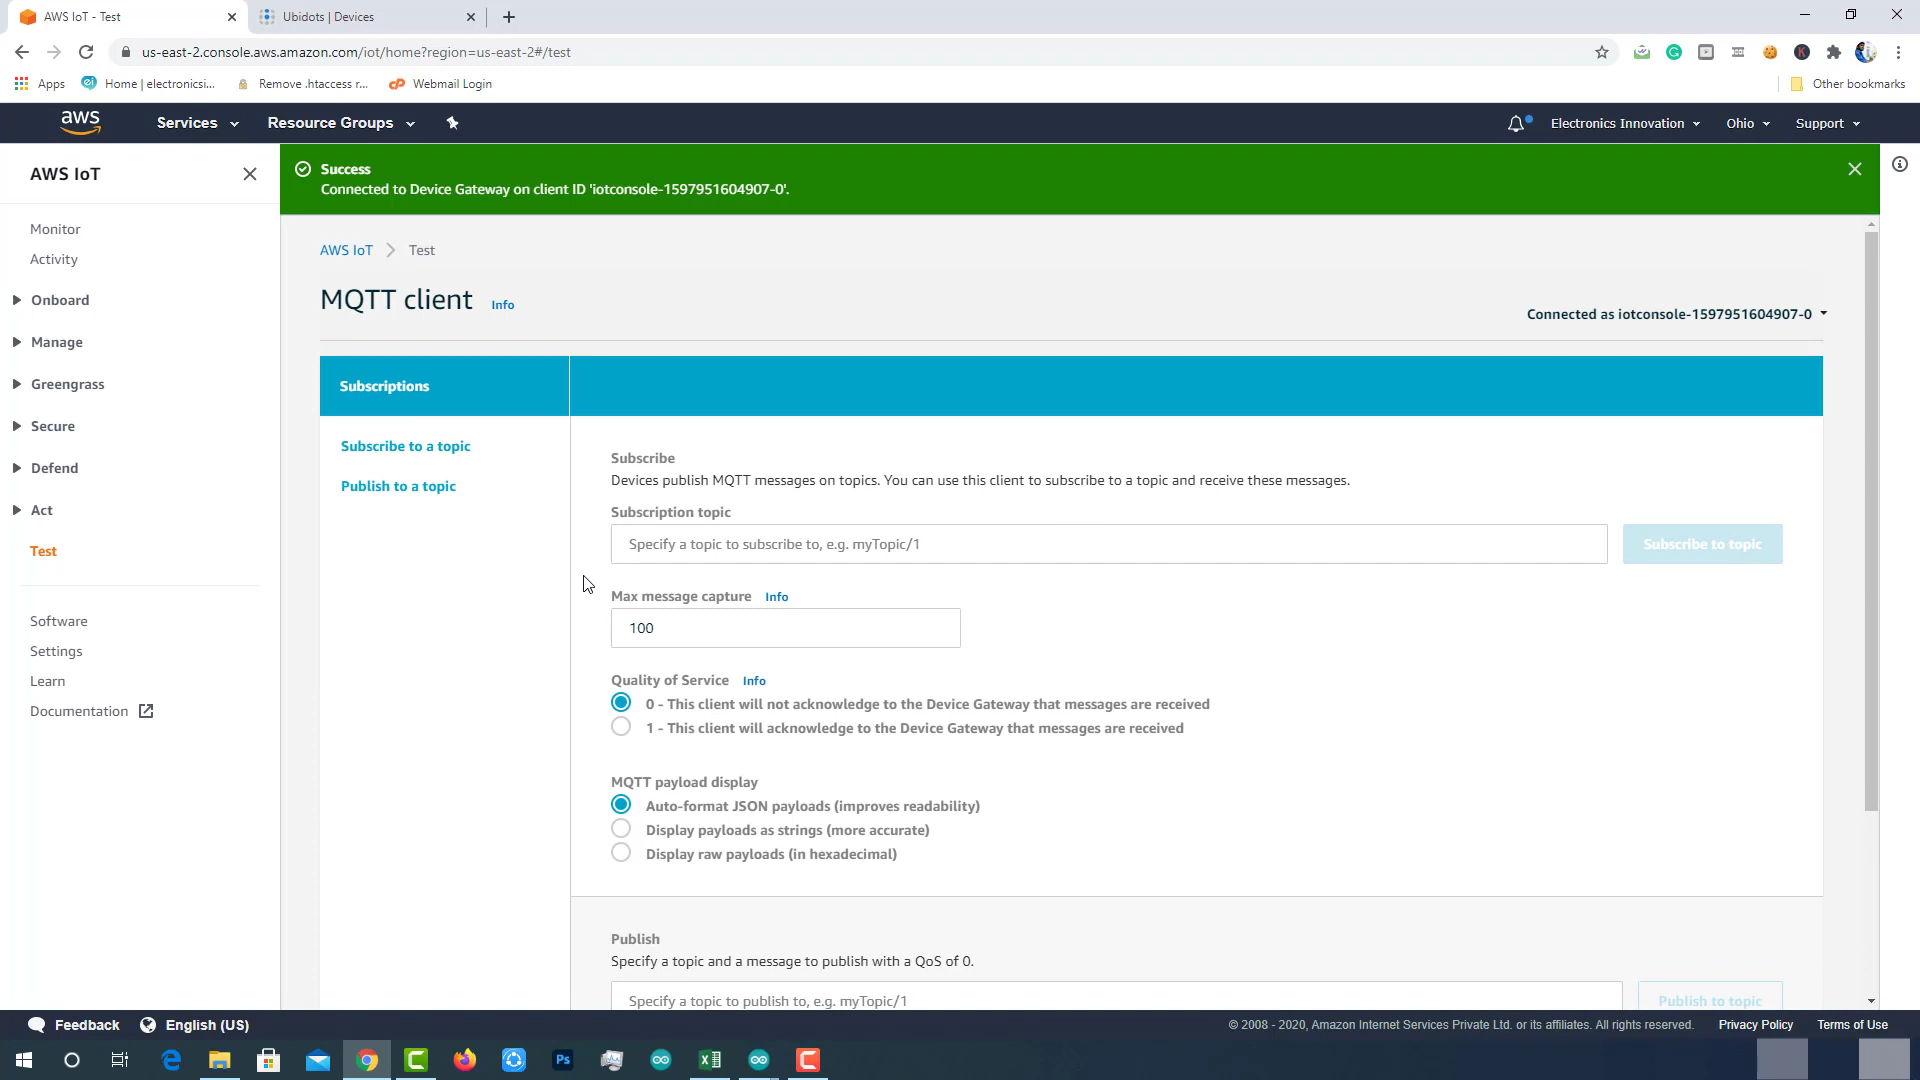 AWS IoT - Test
Ubidots | Devices
us-east-2.console.aws.amazon.com/iot/home?region=us-east-2#/test
Apps
Home | electronicsi...
Remove .htaccess r...
Webmail Login
Other bookmarks
aws
Services
Resource Groups
Electronics Innovation
Ohio
Support
AWS IoT
Success
Connected to Device Gateway on client ID 'iotconsole-1597951604907-0'.
Monitor
Activity
Onboard
Manage
Greengrass
Secure
Defend
Act
Test
Software
Settings
Learn
Documentation
AWS IoT
Test
MQTT client
Info
Connected as iotconsole-1597951604907-0
Subscriptions
Subscribe to a topic
Publish to a topic
Subscribe
Devices publish MQTT messages on topics. You can use this client to subscribe to a topic and receive these messages.
Subscription topic
Specify a topic to subscribe to, e.g. myTopic/1
Subscribe to topic
Max message capture
Info
100
Quality of Service
Info
0 - This client will not acknowledge to the Device Gateway that messages are received
1 - This client will acknowledge to the Device Gateway that messages are received
MQTT payload display
Auto-format JSON payloads (improves readability)
Display payloads as strings (more accurate)
Display raw payloads (in hexadecimal)
Publish
Specify a topic and a message to publish with a QoS of 0.
Specify a topic to publish to, e.g. myTopic/1
Publish to topic
Feedback
English (US)
© 2008 - 2020, Amazon Internet Services Private Ltd. or its affiliates. All rights reserved.
Privacy Policy
Terms of Use
Ps